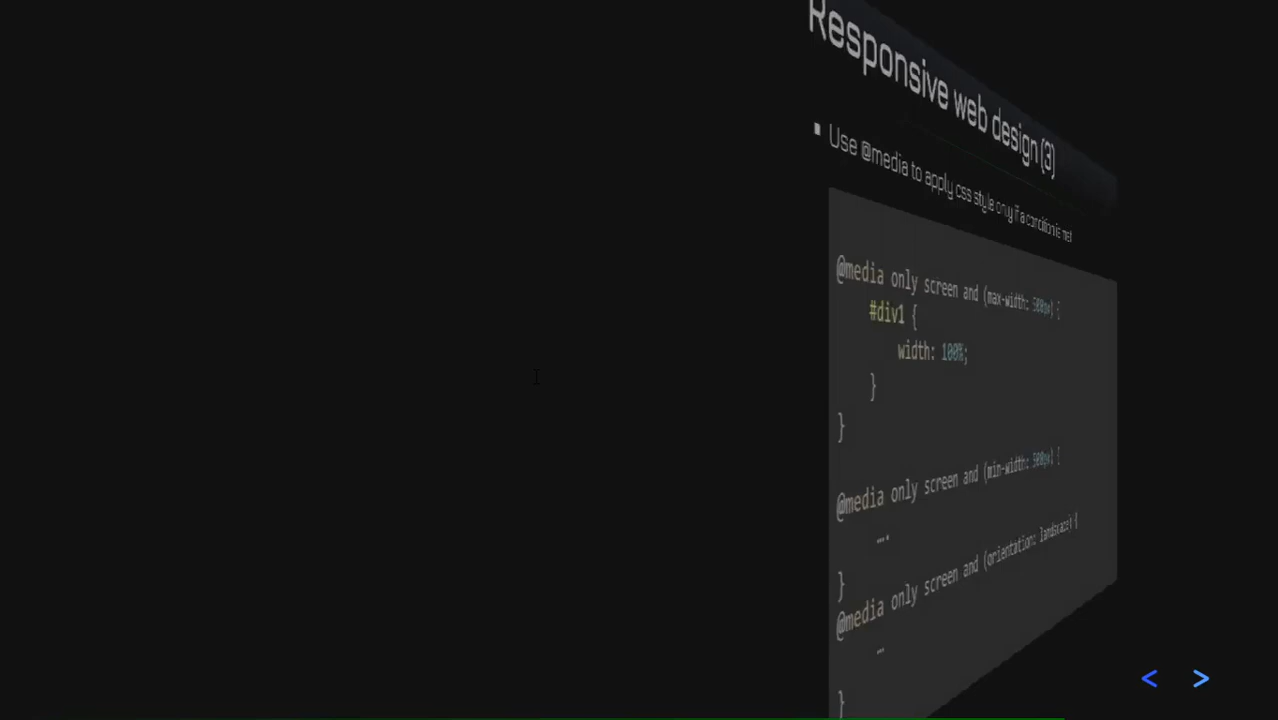 Responsive web design (3)
Use @media to apply css style only if a condition is met
@media only screen and (max-width: 500px) {
#div1 {
width: 100%;
}
}
@media only screen and (min-width: 500px) {
...
}
@media only screen and (orientation: landscape) {
...
}
< >